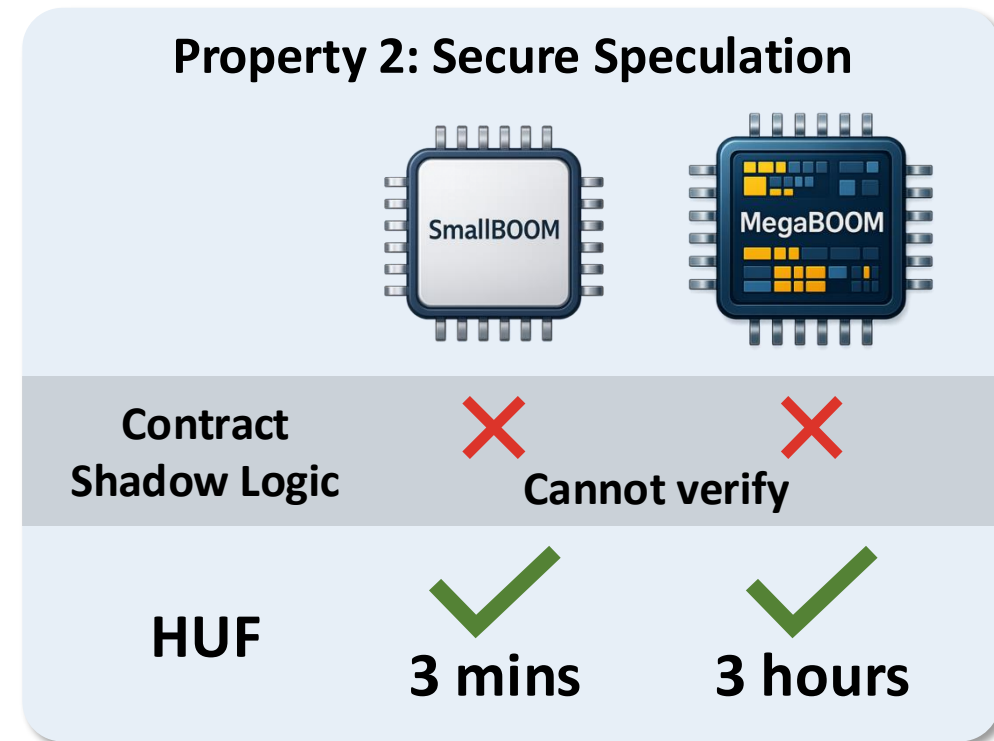 Property 2: Secure Speculation
SmallBOOM
MegaBOOM
Contract
Shadow Logic
Cannot verify
HUF
3 mins
3 hours